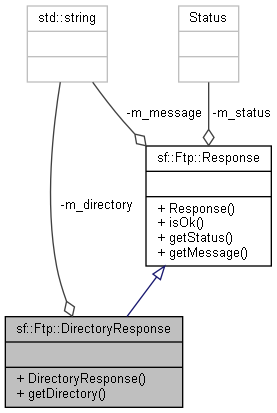 std::string
Status
-m_message
-m_status
sf::Ftp::Response
+ Response()
+ isOk()
+ getStatus()
+ getMessage()
-m_directory
sf::Ftp::DirectoryResponse
+ DirectoryResponse()
+ getDirectory()